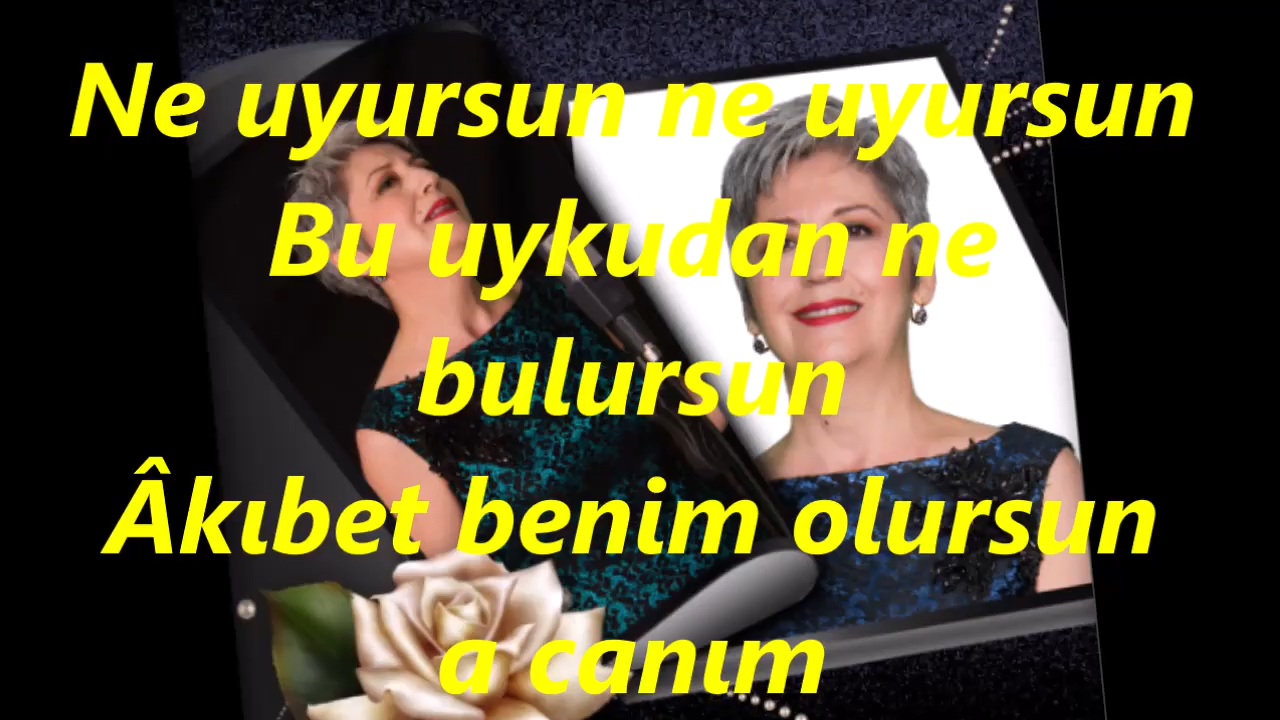 Ne uyursun ne uyursun
Bu uykudan ne
bulursun
Âkıbet benim olursun
a canım